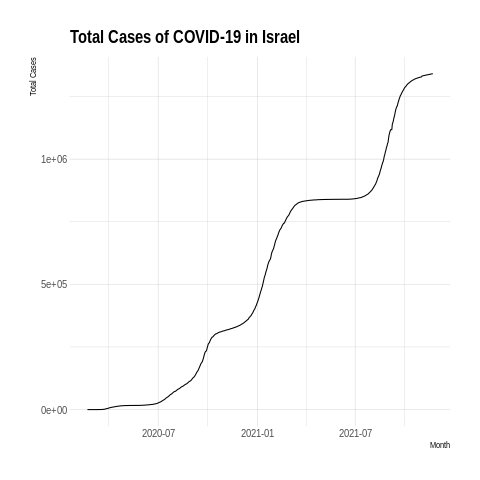 Total Cases of COVID-19 in Israel
Total Cases
1e+06
5e+05
0e+00
2020-07 2021-01 2021-07
Month